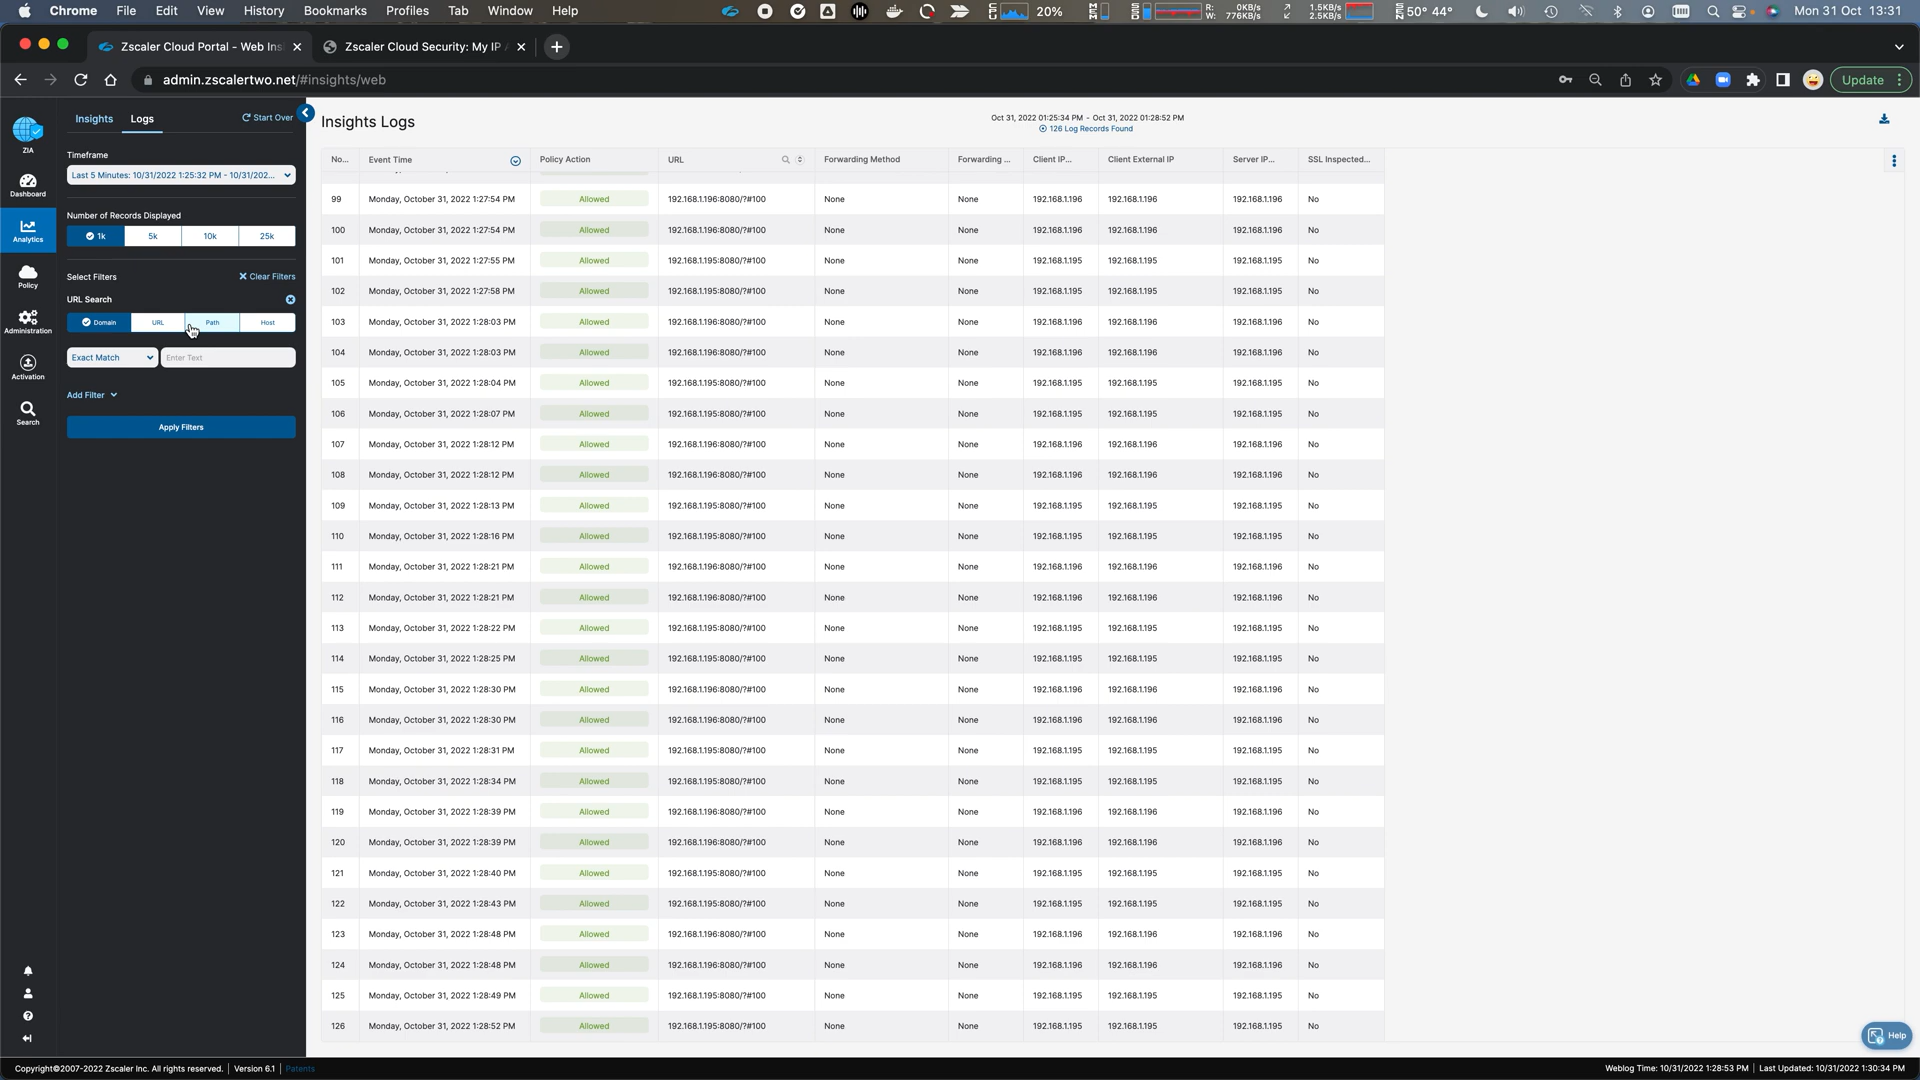 Chrome File Edit View History Bookmarks Profiles Tab Window Help 20% R: 0KB/s W: 776KB/s 1.5KB/s 2.5KB/s 50° 44° Mon 31 Oct 13:31
Zscaler Cloud Portal - Web Ins Zscaler Cloud Security: My IP
admin.zscalertwo.net/#insights/web Update
ZIA
Dashboard
Analytics
Policy
Administration
Activation
Search
Insights Logs Start Over
Timeframe
Last 5 Minutes: 10/31/2022 1:25:32 PM - 10/31/202...
Number of Records Displayed
1k 5k 10k 25k
Select Filters Clear Filters
URL Search
Domain URL Path Host
Exact Match Enter Text
Add Filter
Apply Filters
Insights Logs
Oct 31, 2022 01:25:34 PM - Oct 31, 2022 01:28:52 PM
126 Log Records Found
No... Event Time Policy Action URL Forwarding Method Forwarding ... Client IP... Client External IP Server IP... SSL Inspected...
99 Monday, October 31, 2022 1:27:54 PM Allowed 192.168.1.196:8080/?#100 None None 192.168.1.196 192.168.1.196 192.168.1.196 No
100 Monday, October 31, 2022 1:27:54 PM Allowed 192.168.1.196:8080/?#100 None None 192.168.1.196 192.168.1.196 192.168.1.196 No
101 Monday, October 31, 2022 1:27:55 PM Allowed 192.168.1.195:8080/?#100 None None 192.168.1.195 192.168.1.195 192.168.1.195 No
102 Monday, October 31, 2022 1:27:58 PM Allowed 192.168.1.195:8080/?#100 None None 192.168.1.195 192.168.1.195 192.168.1.195 No
103 Monday, October 31, 2022 1:28:03 PM Allowed 192.168.1.196:8080/?#100 None None 192.168.1.196 192.168.1.196 192.168.1.196 No
104 Monday, October 31, 2022 1:28:03 PM Allowed 192.168.1.196:8080/?#100 None None 192.168.1.196 192.168.1.196 192.168.1.196 No
105 Monday, October 31, 2022 1:28:04 PM Allowed 192.168.1.195:8080/?#100 None None 192.168.1.195 192.168.1.195 192.168.1.195 No
106 Monday, October 31, 2022 1:28:07 PM Allowed 192.168.1.195:8080/?#100 None None 192.168.1.195 192.168.1.195 192.168.1.195 No
107 Monday, October 31, 2022 1:28:12 PM Allowed 192.168.1.196:8080/?#100 None None 192.168.1.196 192.168.1.196 192.168.1.196 No
108 Monday, October 31, 2022 1:28:12 PM Allowed 192.168.1.196:8080/?#100 None None 192.168.1.196 192.168.1.196 192.168.1.196 No
109 Monday, October 31, 2022 1:28:13 PM Allowed 192.168.1.195:8080/?#100 None None 192.168.1.195 192.168.1.195 192.168.1.195 No
110 Monday, October 31, 2022 1:28:16 PM Allowed 192.168.1.195:8080/?#100 None None 192.168.1.195 192.168.1.195 192.168.1.195 No
111 Monday, October 31, 2022 1:28:21 PM Allowed 192.168.1.196:8080/?#100 None None 192.168.1.196 192.168.1.196 192.168.1.196 No
112 Monday, October 31, 2022 1:28:21 PM Allowed 192.168.1.196:8080/?#100 None None 192.168.1.196 192.168.1.196 192.168.1.196 No
113 Monday, October 31, 2022 1:28:22 PM Allowed 192.168.1.195:8080/?#100 None None 192.168.1.195 192.168.1.195 192.168.1.195 No
114 Monday, October 31, 2022 1:28:25 PM Allowed 192.168.1.195:8080/?#100 None None 192.168.1.195 192.168.1.195 192.168.1.195 No
115 Monday, October 31, 2022 1:28:30 PM Allowed 192.168.1.196:8080/?#100 None None 192.168.1.196 192.168.1.196 192.168.1.196 No
116 Monday, October 31, 2022 1:28:30 PM Allowed 192.168.1.196:8080/?#100 None None 192.168.1.196 192.168.1.196 192.168.1.196 No
117 Monday, October 31, 2022 1:28:31 PM Allowed 192.168.1.195:8080/?#100 None None 192.168.1.195 192.168.1.195 192.168.1.195 No
118 Monday, October 31, 2022 1:28:34 PM Allowed 192.168.1.195:8080/?#100 None None 192.168.1.195 192.168.1.195 192.168.1.195 No
119 Monday, October 31, 2022 1:28:39 PM Allowed 192.168.1.196:8080/?#100 None None 192.168.1.196 192.168.1.196 192.168.1.196 No
120 Monday, October 31, 2022 1:28:39 PM Allowed 192.168.1.196:8080/?#100 None None 192.168.1.196 192.168.1.196 192.168.1.196 No
121 Monday, October 31, 2022 1:28:40 PM Allowed 192.168.1.195:8080/?#100 None None 192.168.1.195 192.168.1.195 192.168.1.195 No
122 Monday, October 31, 2022 1:28:43 PM Allowed 192.168.1.195:8080/?#100 None None 192.168.1.195 192.168.1.195 192.168.1.195 No
123 Monday, October 31, 2022 1:28:48 PM Allowed 192.168.1.196:8080/?#100 None None 192.168.1.196 192.168.1.196 192.168.1.196 No
124 Monday, October 31, 2022 1:28:48 PM Allowed 192.168.1.196:8080/?#100 None None 192.168.1.196 192.168.1.196 192.168.1.196 No
125 Monday, October 31, 2022 1:28:49 PM Allowed 192.168.1.195:8080/?#100 None None 192.168.1.195 192.168.1.195 192.168.1.195 No
126 Monday, October 31, 2022 1:28:52 PM Allowed 192.168.1.195:8080/?#100 None None 192.168.1.195 192.168.1.195 192.168.1.195 No
Help
Copyright©2007-2022 Zscaler Inc. All rights reserved. | Version 6.1 | Patents Weblog Time: 10/31/2022 1:28:53 PM | Last Updated: 10/31/2022 1:30:34 PM